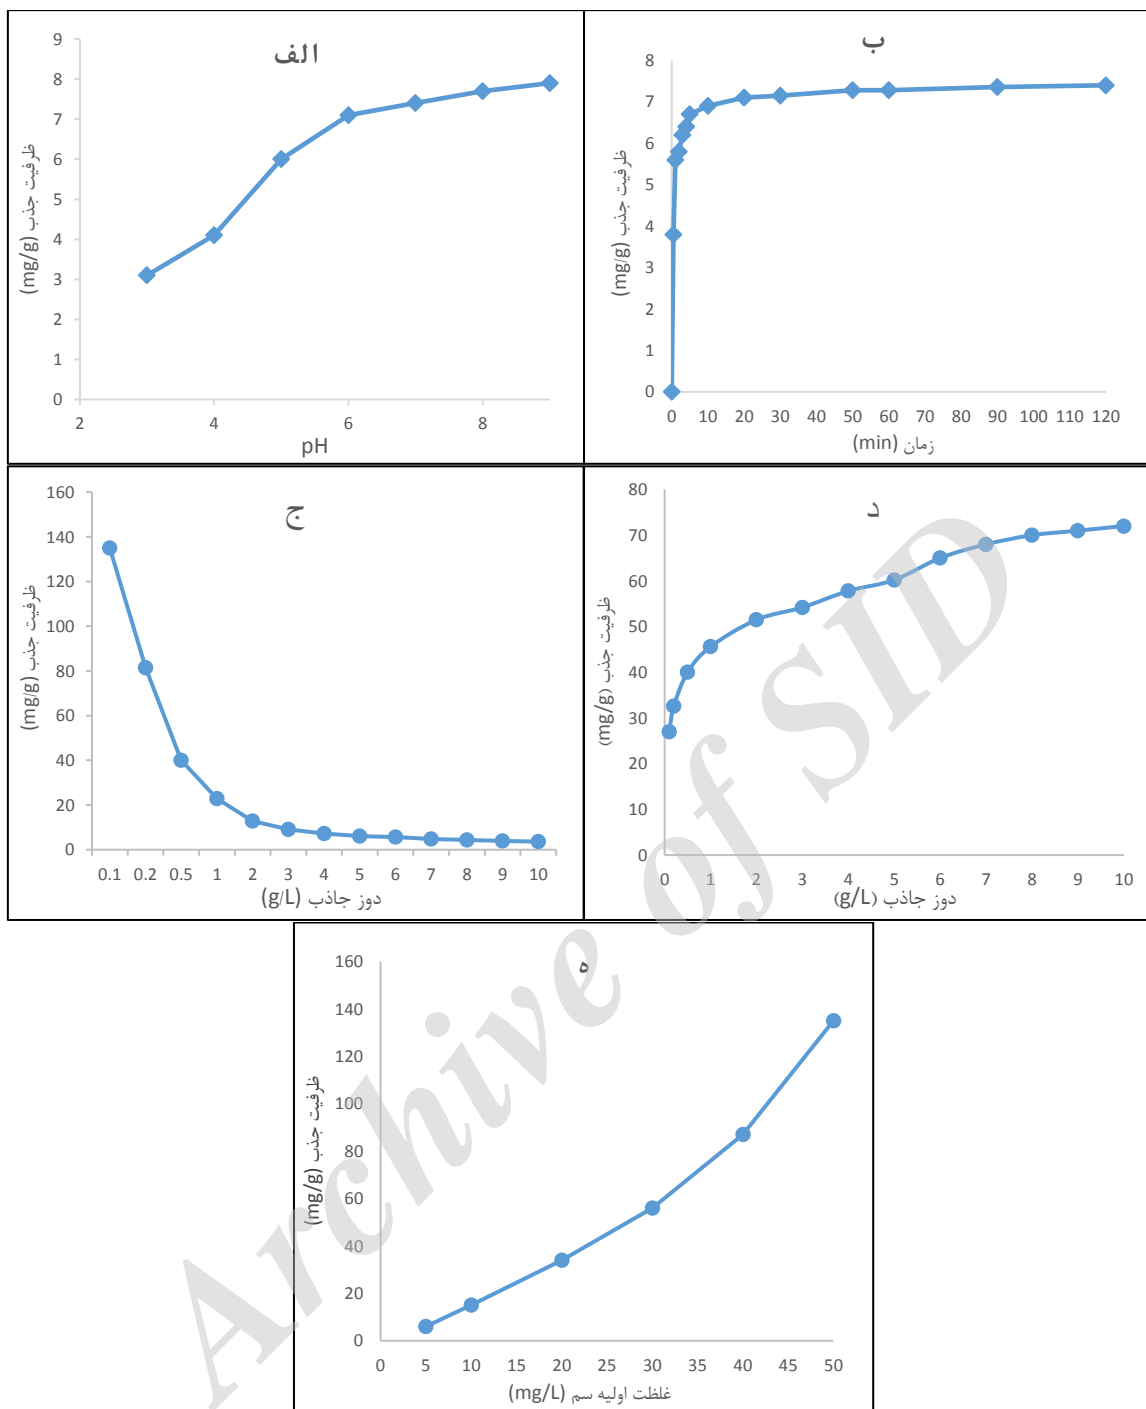 الف
ظرفیت جذب (mg/g)
9
8
7
6
5
4
3
2
1
0
2 4 6 8
pH
ب
ظرفیت جذب (mg/g)
8
7
6
5
4
3
2
1
0
0 10 20 30 40 50 60 70 80 90 100 110 120
زمان (min)
ج
ظرفیت جذب (mg/g)
160
140
120
100
80
60
40
20
0
0.1 0.2 0.5 1 2 3 4 5 6 7 8 9 10
دوز جاذب (g/L)
د
ظرفیت جذب (mg/g)
80
70
60
50
40
30
20
10
0
0 1 2 3 4 5 6 7 8 9 10
دوز جاذب (g/L)
ه
ظرفیت جذب (mg/g)
160
140
120
100
80
60
40
20
0
0 5 10 15 20 25 30 35 40 45 50
غلظت اولیه سم (mg/L)
Archive of SID